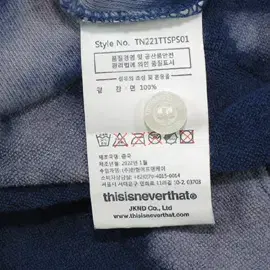 Style No. TN221TTSPS01
품질경영 및 공산품안전
관리법에 의한 품질표시
섬유의 조성 및 혼용율
겉 감: 면 100%
제조국명: 중국
제조년월: 2022년 1월
thisisneverthat®
JKND Co., Ltd
www.thisisneverthat.com